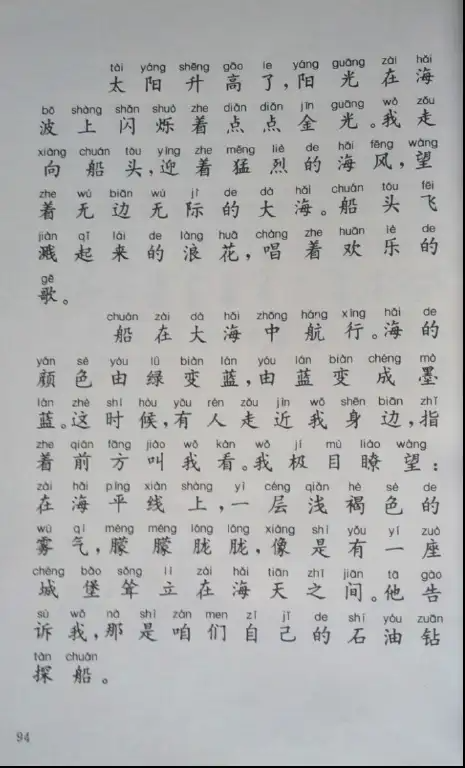 tài yáng shēng gāo le yáng guāng zài hǎi
太阳升高了,阳光在海
bō shàng shǎn shuò zhe diǎn diǎn jīn guāng wǒ zǒu
波上闪烁着点点金光。我走
xiàng chuán tóu yíng zhe měng liè de hǎi fēng wàng
向船头,迎着猛烈的海风,望
zhe wú biān wú jì de dà hǎi chuán tóu fēi
着无边无际的大海。船头飞
jiàn qǐ lái de làng huā chàng zhe huān lè de
溅起来的浪花,唱着欢乐的
gē
歌。
chuán zài dà hǎi zhōng háng xíng hǎi de
船在大海中航行。海的
yán sè yóu lǜ biàn lán yóu lán biàn chéng mò
颜色由绿变蓝,由蓝变成墨
lán zhè shí hòu yǒu rén zǒu jìn wǒ shēn biān zhǐ
蓝。这时候,有人走近我身边,指
zhe qián fāng jiào wǒ kàn wǒ jí mù liào wàng
着前方叫我看。我极目瞭望:
zài hǎi píng xiàn shàng yì céng qiǎn hè sè de
在海平线上,一层浅褐色的
wù qì méng méng lóng lóng xiàng shì yǒu yí zuò
雾气,朦朦胧胧,像是有一座
chéng bǎo sǒng lì zài hǎi tiān zhī jiān tā gào
城堡耸立在海天之间。他告
sù wǒ nà shì zán men zì jǐ de shí yóu zuān
诉我,那是咱们自己的石油钻
tàn chuán
探船。
94